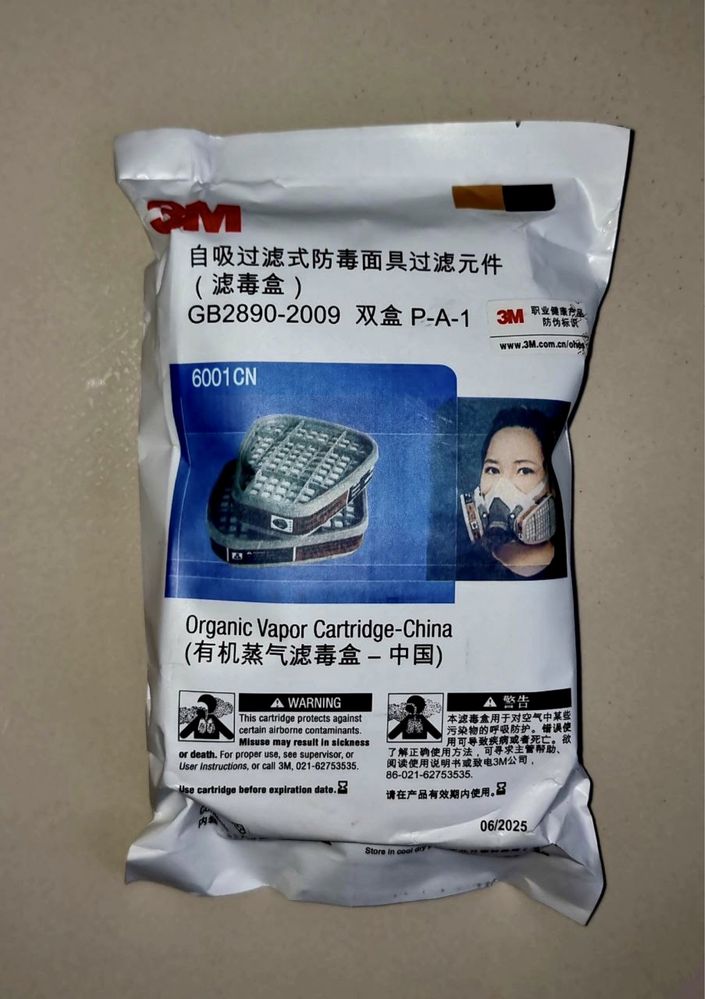 3M
自吸过滤式防毒面具过滤元件
(滤毒盒)
GB2890-2009 双盒 P-A-1
3M 职业健康产品
防伪标识
www.3M.com.cn/ohes
6001CN
Organic Vapor Cartridge-China
(有机蒸气滤毒盒 – 中国)
WARNING
This cartridge protects against
certain airborne contaminants.
Misuse may result in sickness
or death. For proper use, see supervisor, or
User Instructions, or call 3M, 021-62753535.
Use cartridge before expiration date.
警告
本滤毒盒用于对空气中某些
污染物的呼吸防护。错误使
用可导致疾病或者死亡。欲
了解正确使用方法，可寻求主管帮助、
阅读使用说明书或致电3M公司，
86-021-62753535.
请在产品有效期内使用。
06/2025
内
Store in cool dry